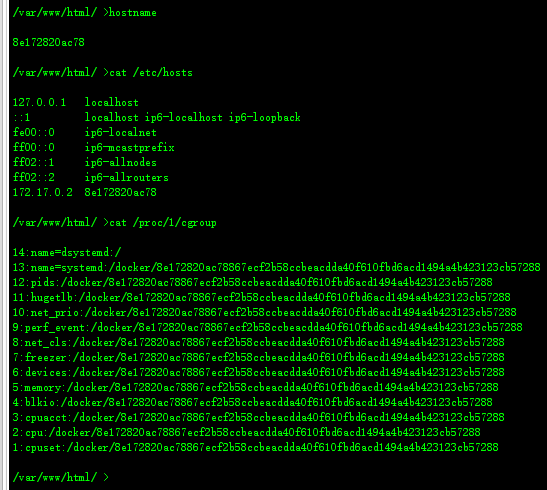 /var/www/html/ >hostname
8e172820ac78
/var/www/html/ >cat /etc/hosts
127.0.0.1 localhost
::1 localhost ip6-localhost ip6-loopback
fe00::0 ip6-localnet
ff00::0 ip6-mcastprefix
ff02::1 ip6-allnodes
ff02::2 ip6-allrouters
172.17.0.2 8e172820ac78
/var/www/html/ >cat /proc/1/cgroup
14:name=dsystemd:/
13:name=systemd:/docker/8e172820ac78867ecf2b58ccbeacdda40f610fbd6acd1494a4b423123cb57288
12:pids:/docker/8e172820ac78867ecf2b58ccbeacdda40f610fbd6acd1494a4b423123cb57288
11:hugetlb:/docker/8e172820ac78867ecf2b58ccbeacdda40f610fbd6acd1494a4b423123cb57288
10:net_prio:/docker/8e172820ac78867ecf2b58ccbeacdda40f610fbd6acd1494a4b423123cb57288
9:perf_event:/docker/8e172820ac78867ecf2b58ccbeacdda40f610fbd6acd1494a4b423123cb57288
8:net_cls:/docker/8e172820ac78867ecf2b58ccbeacdda40f610fbd6acd1494a4b423123cb57288
7:freezer:/docker/8e172820ac78867ecf2b58ccbeacdda40f610fbd6acd1494a4b423123cb57288
6:devices:/docker/8e172820ac78867ecf2b58ccbeacdda40f610fbd6acd1494a4b423123cb57288
5:memory:/docker/8e172820ac78867ecf2b58ccbeacdda40f610fbd6acd1494a4b423123cb57288
4:blkio:/docker/8e172820ac78867ecf2b58ccbeacdda40f610fbd6acd1494a4b423123cb57288
3:cpuacct:/docker/8e172820ac78867ecf2b58ccbeacdda40f610fbd6acd1494a4b423123cb57288
2:cpu:/docker/8e172820ac78867ecf2b58ccbeacdda40f610fbd6acd1494a4b423123cb57288
1:cpuset:/docker/8e172820ac78867ecf2b58ccbeacdda40f610fbd6acd1494a4b423123cb57288
/var/www/html/ >